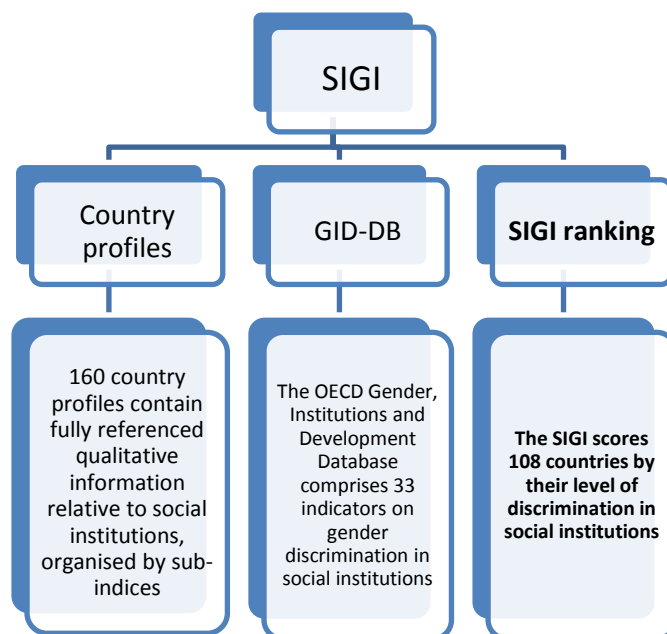 SIGI
Country
profiles
GID-DB
SIGI ranking
160 country
profiles contain
fully referenced
qualitative
information
relative to social
institutions,
organised by sub-
indices
The OECD Gender,
Institutions and
Development
Database
comprises 33
indicators on
gender
discrimination in
social institutions
The SIGI scores
108 countries by
their level of
discrimination in
social institutions